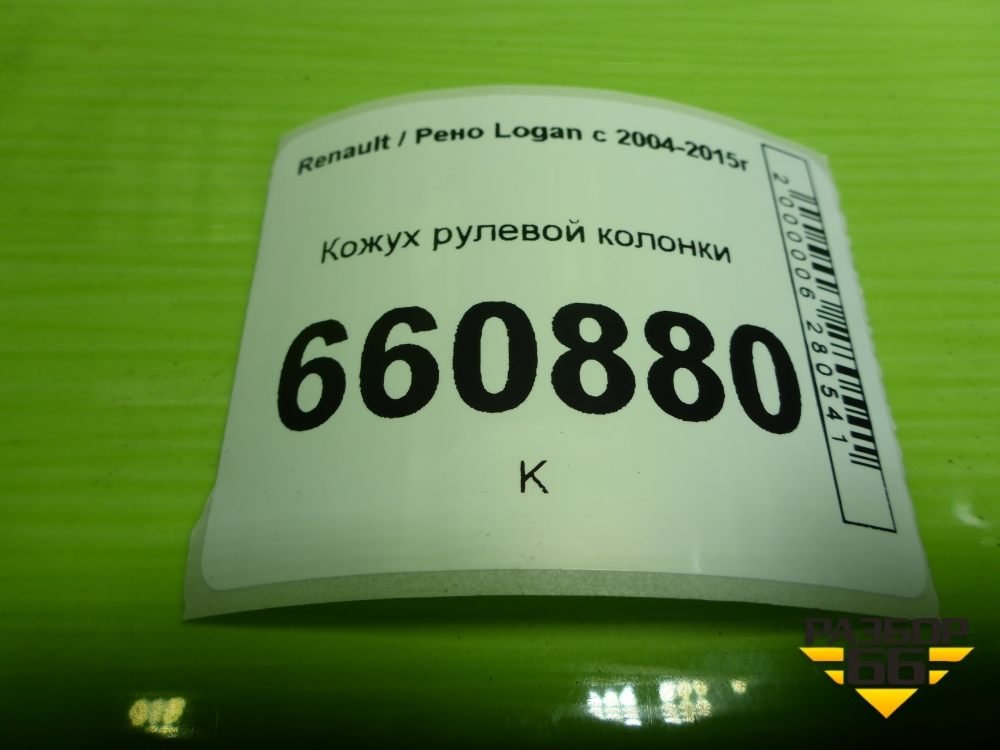 Renault / Рено Logan с 2004-2015г
Кожух рулевой колонки
660880
К
2000006280541
РАЗБОР
66